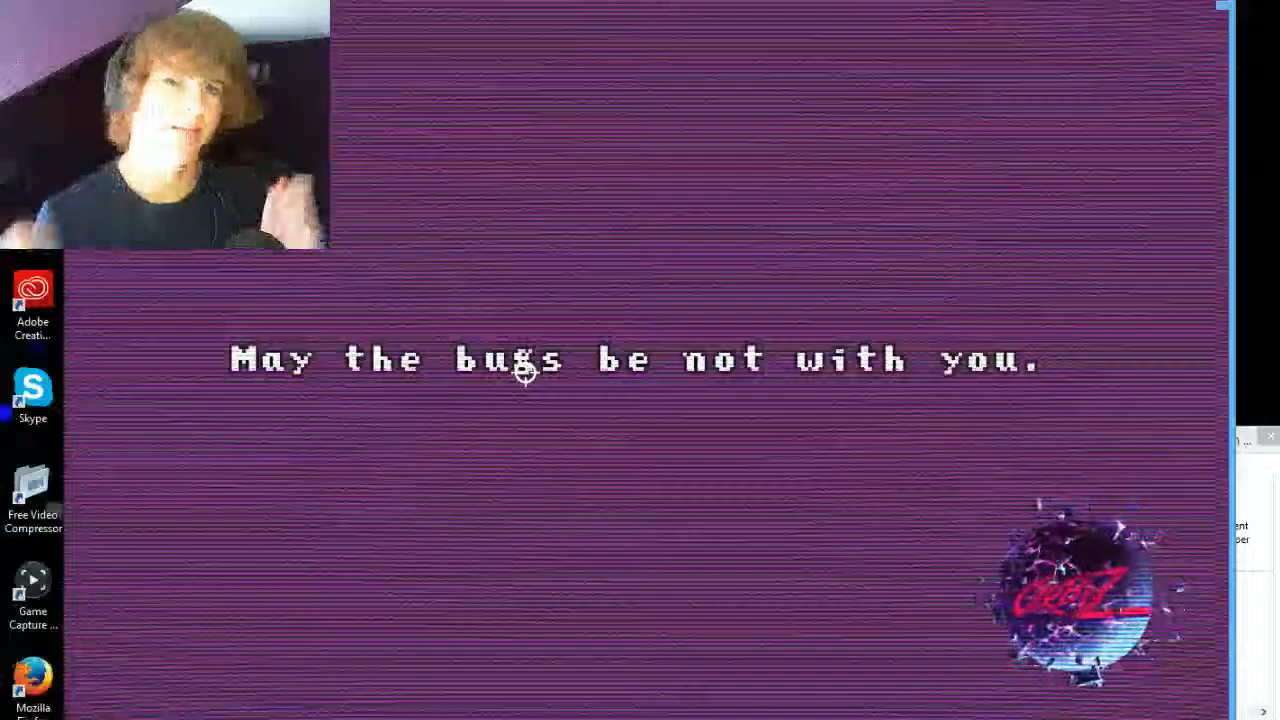 Adobe
Creati...
Skype
Free Video
Compressor
Game
Capture ...
Mozilla
May the bugs be not with you.